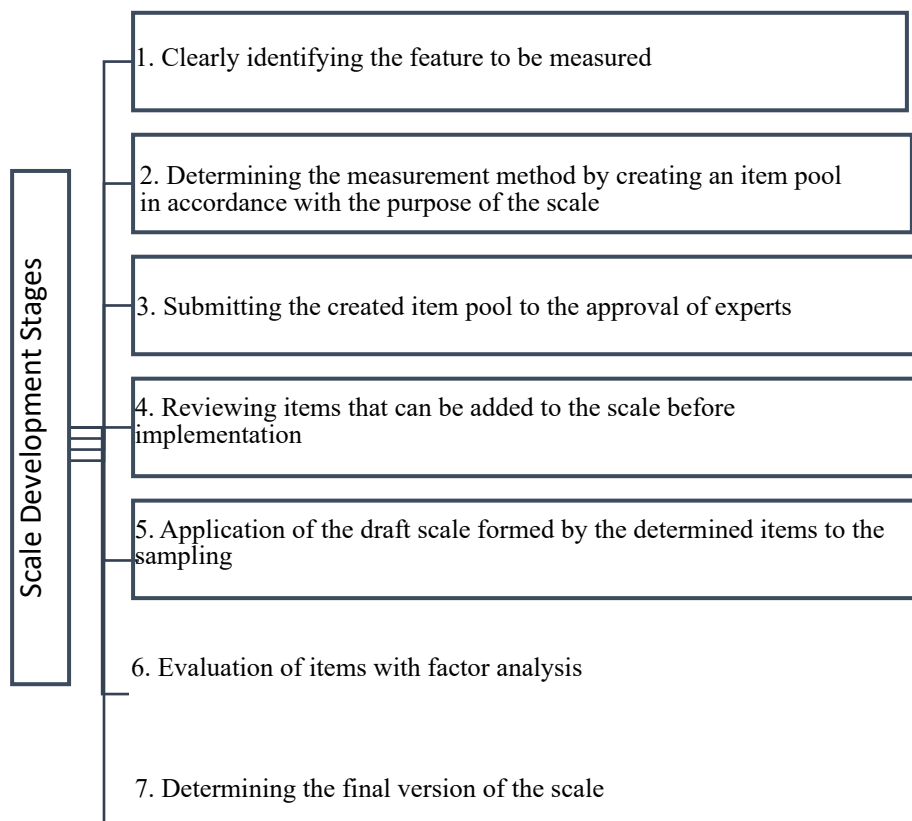 Scale Development Stages
1. Clearly identifying the feature to be measured
2. Determining the measurement method by creating an item pool
in accordance with the purpose of the scale
3. Submitting the created item pool to the approval of experts
4. Reviewing items that can be added to the scale before
implementation
5. Application of the draft scale formed by the determined items to the
sampling
6. Evaluation of items with factor analysis
7. Determining the final version of the scale